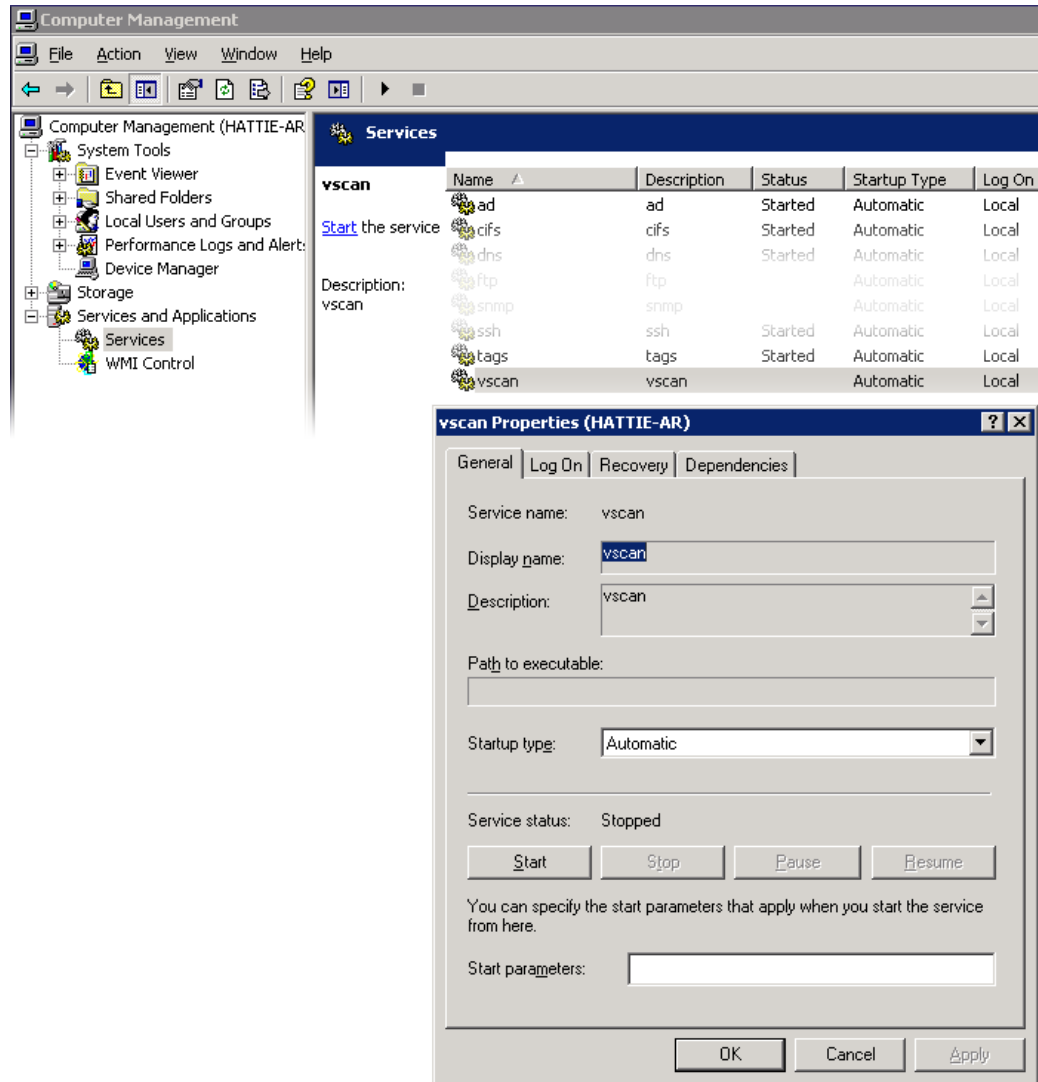 Computer Management
File Action View Window Help
Computer Management (HATTIE-AR
System Tools
Event Viewer
Shared Folders
Local Users and Groups
Performance Logs and Alert:
Device Manager
Storage
Services and Applications
Services
WMI Control
Services
vscan
Start the service
Description:
vscan
Name Description Status Startup Type Log On
ad ad Started Automatic Local
cifs cifs Started Automatic Local
dns dns Started Automatic Local
ftp ftp Automatic Local
snmp snmp Automatic Local
ssh ssh Started Automatic Local
tags tags Started Automatic Local
vscan vscan Automatic Local
vscan Properties (HATTIE-AR)
General Log On Recovery Dependencies
Service name: vscan
Display name: vscan
Description: vscan
Path to executable:
Startup type: Automatic
Service status: Stopped
Start Stop Pause Resume
You can specify the start parameters that apply when you start the service
from here.
Start parameters:
OK Cancel Apply